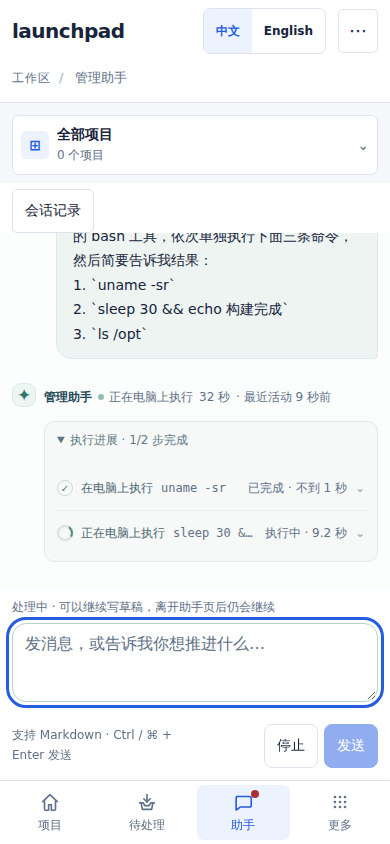 launchpad
中文 English ···
工作区 / 管理助手
全部项目
0 个项目
会话记录
的 bash 工具，依次单独执行下面三条命令，
然后简要告诉我结果：
1. `uname -sr`
2. `sleep 30 && echo 构建完成`
3. `ls /opt`
管理助手 正在电脑上执行 32 秒 · 最近活动 9 秒前
执行进展 · 1/2 步完成
在电脑上执行 uname -sr 已完成 · 不到 1 秒
正在电脑上执行 sleep 30 &… 执行中 · 9.2 秒
处理中 · 可以继续写草稿，离开助手页后仍会继续
发消息，或告诉我你想推进什么…
支持 Markdown · Ctrl / ⌘ +
Enter 发送
停止 发送
项目 待处理 助手 更多